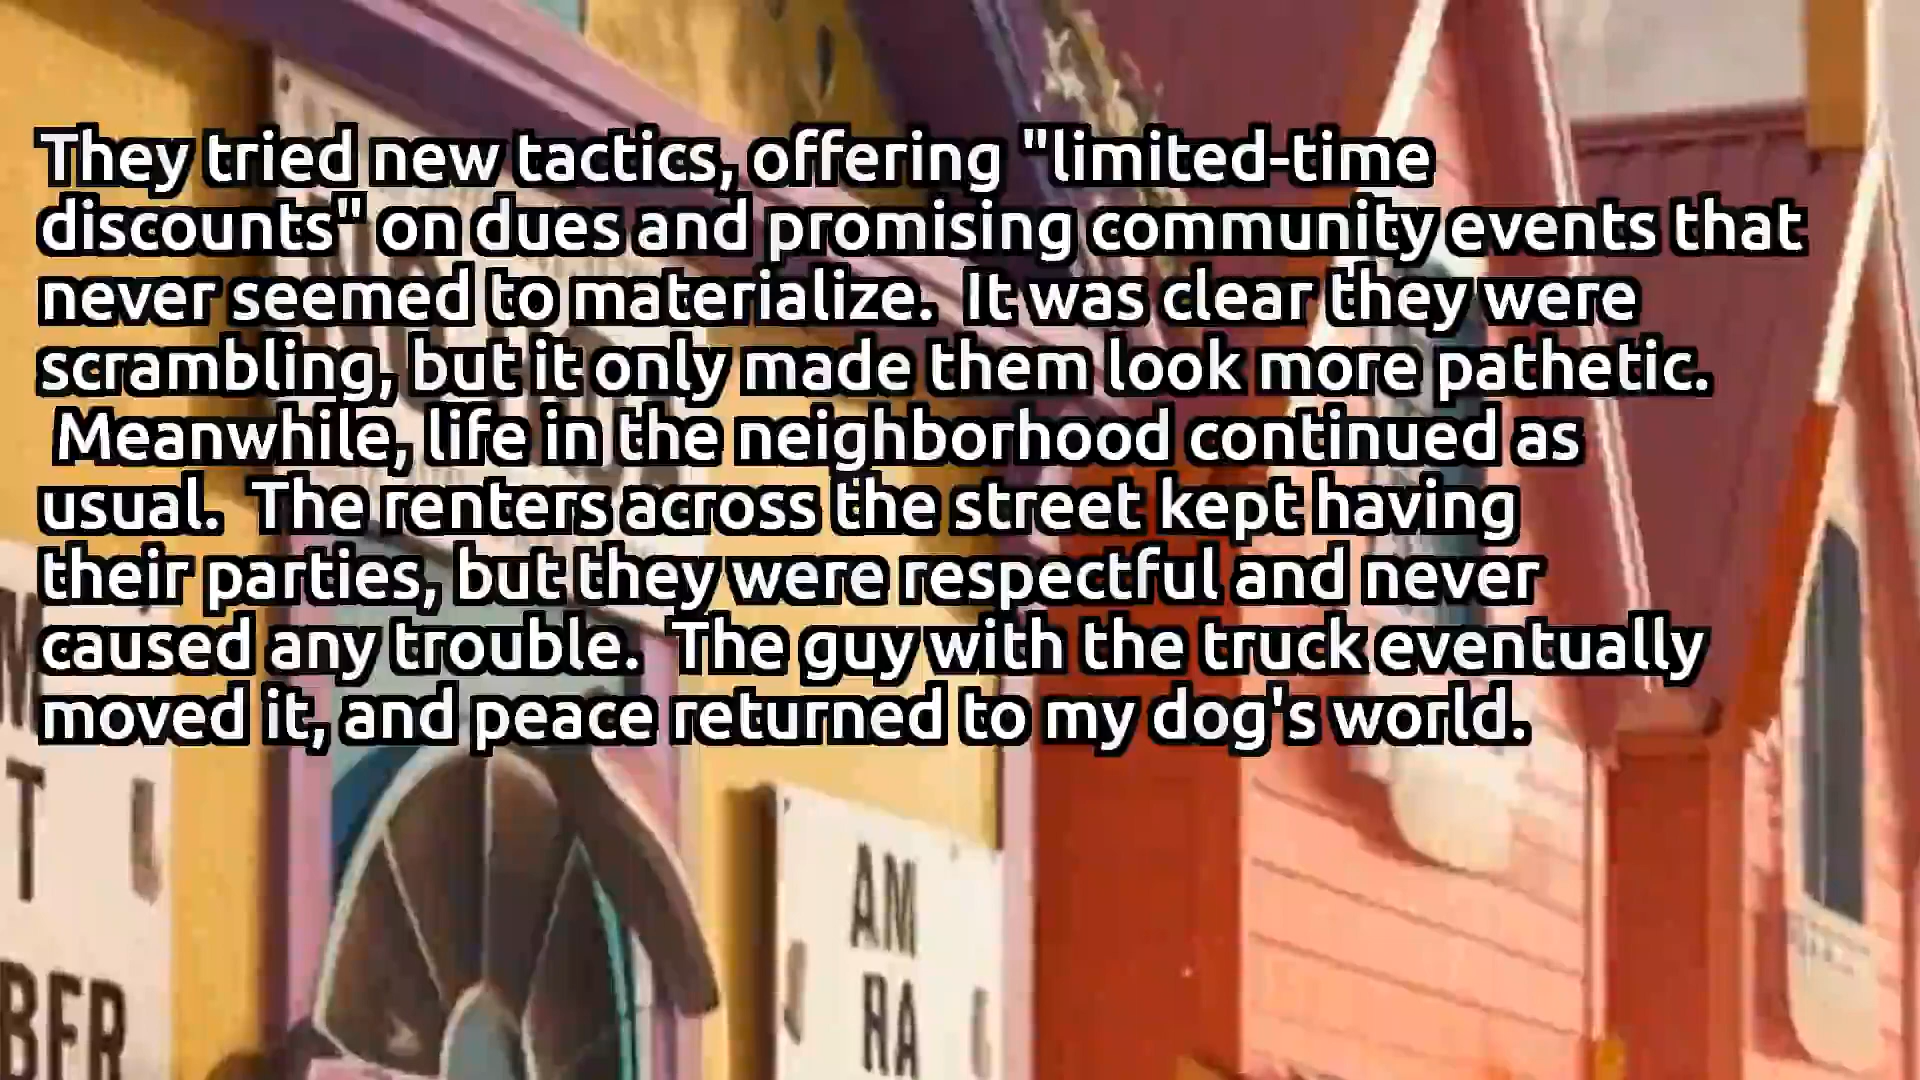 They tried new tactics, offering "limited-time
discounts" on dues and promising community events that
never seemed to materialize.  It was clear they were
scrambling, but it only made them look more pathetic.
Meanwhile, life in the neighborhood continued as
usual.  The renters across the street kept having
their parties, but they were respectful and never
caused any trouble.  The guy with the truck eventually
moved it, and peace returned to my dog's world.
T
BER
AM
RA